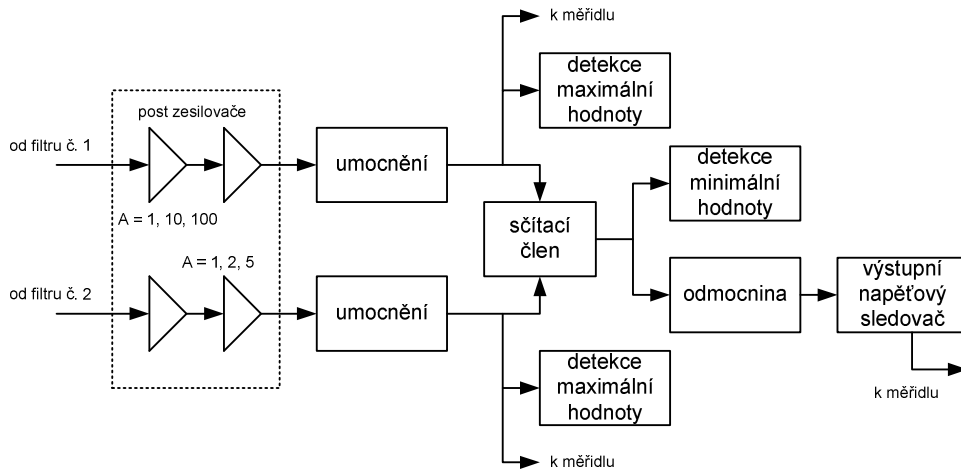 k měřidlu
detekce
maximální
hodnoty
post zesilovače
od filtru č. 1
umocnění
A = 1, 10, 100
detekce
minimální
hodnoty
sčítací
člen
A = 1, 2, 5
od filtru č. 2
umocnění
odmocnina
výstupní
napěťový
sledovač
detekce
maximální
hodnoty
k měřidlu
k měřidlu